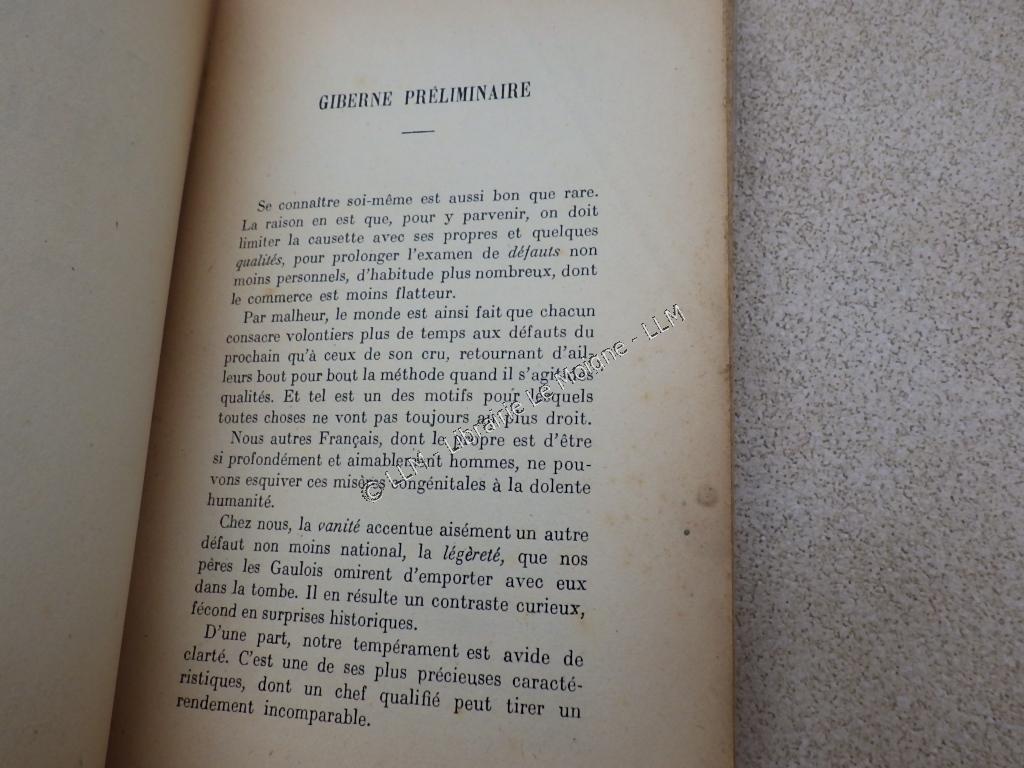 GIBERNE PRÉLIMINAIRE
Se connaître soi-même est aussi bon que rare.
La raison en est que, pour y parvenir, on doit
limiter la causette avec ses propres et quelques
qualités, pour prolonger l'examen de défauts non
moins personnels, d'habitude plus nombreux, dont
le commerce est moins flatteur.
Par malheur, le monde est ainsi fait que chacun
consacre volontiers plus de temps aux défauts du
prochain qu'à ceux de son cru, retournant d'ail-
leurs bout pour bout la méthode quand il s'agit des
qualités. Et tel est un des motifs pour lesquels
toutes choses ne vont pas toujours au plus droit.
Nous autres Français, dont le propre est d'être
si profondément et aimablement hommes, ne pou-
vons esquiver ces misères congénitales à la dolente
humanité.
Chez nous, la vanité accentue aisément un autre
défaut non moins national, la légèreté, que nos
pères les Gaulois omirent d'emporter avec eux
dans la tombe. Il en résulte un contraste curieux,
fécond en surprises historiques.
D'une part, notre tempérament est avide de
clarté. C'est une de ses plus précieuses caracté-
ristiques, dont un chef qualifié peut tirer un
rendement incomparable.
© LLM - Librairie Le Moigne - LLM